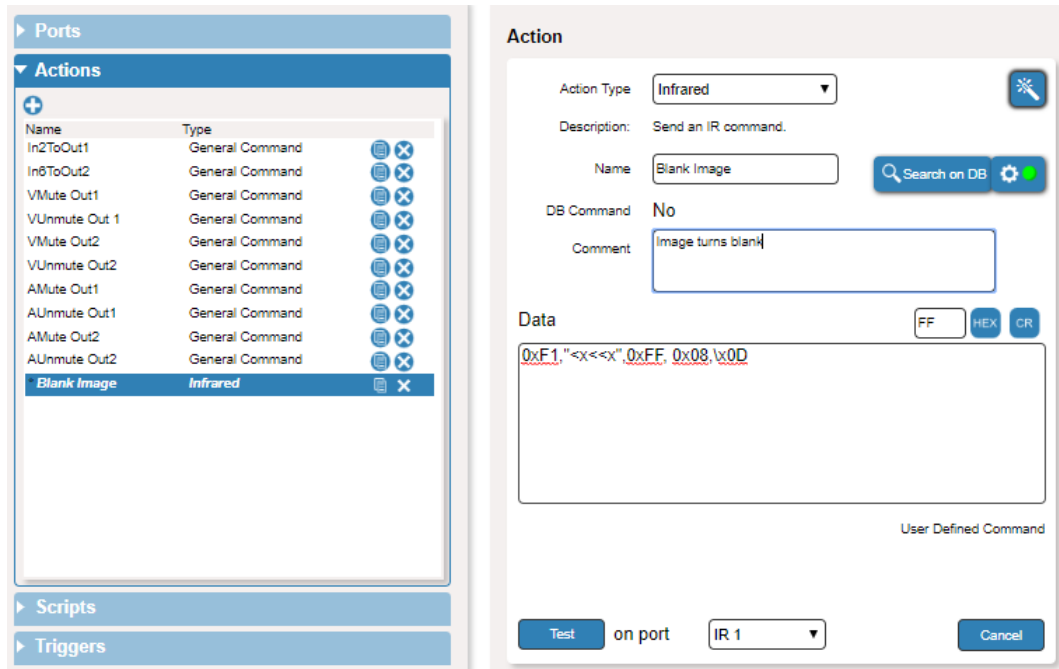 Ports
Actions
Name Type
In2ToOut1 General Command
In6ToOut2 General Command
VMute Out1 General Command
VUnmute Out 1 General Command
VMute Out2 General Command
VUnmute Out2 General Command
AMute Out1 General Command
AUnmute Out1 General Command
AMute Out2 General Command
AUnmute Out2 General Command
* Blank Image Infrared
Scripts
Triggers
Action
Action Type Infrared
Description: Send an IR command.
Name Blank Image Search on DB
DB Command No
Comment Image turns blank
Data FF HEX CR
0xF1,"<x<<x",0xFF, 0x08,\x0D
User Defined Command
Test on port IR 1 Cancel